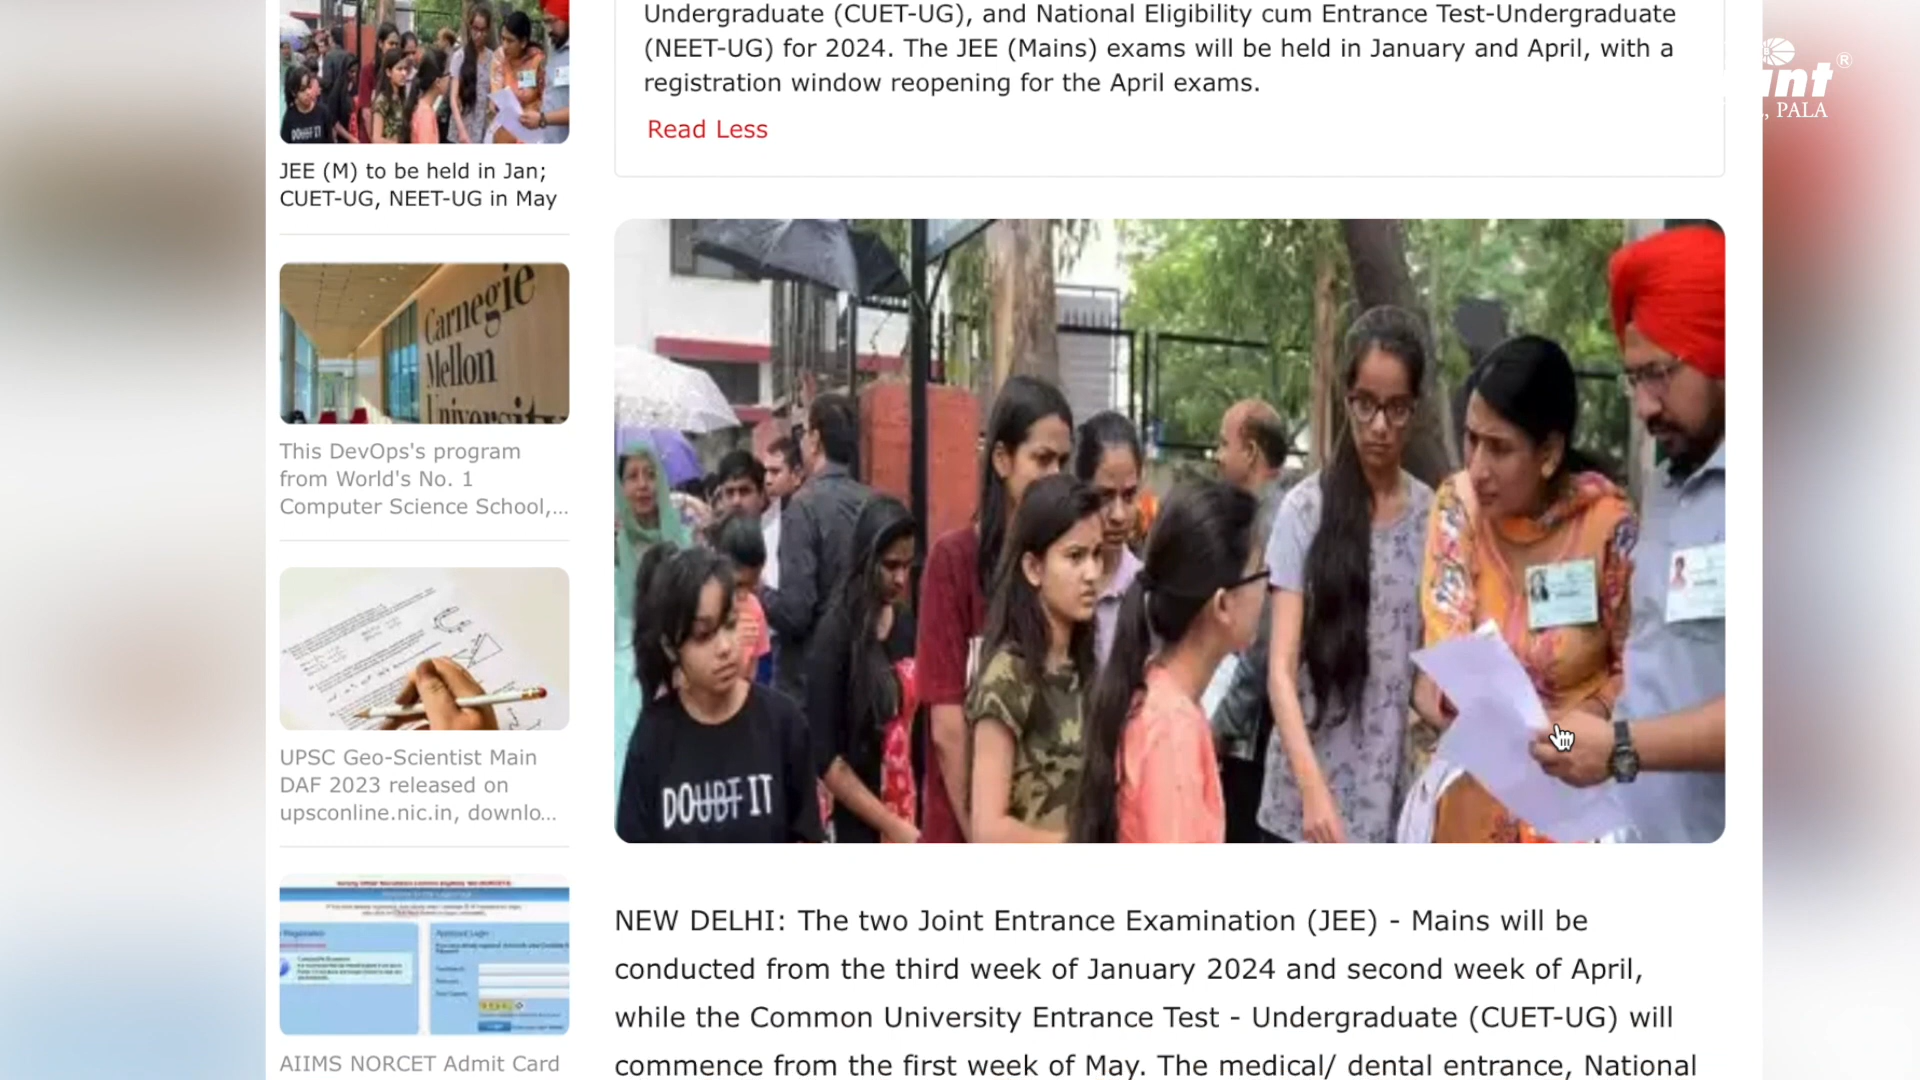 Undergraduate (CUET-UG), and National Eligibility cum Entrance Test-Undergraduate
(NEET-UG) for 2024. The JEE (Mains) exams will be held in January and April, with a
registration window reopening for the April exams.
Read Less
PALA
®
JEE (M) to be held in Jan;
CUET-UG, NEET-UG in May
Carnegie
Mellon
University
This DevOps's program
from World's No. 1
Computer Science School,...
UPSC Geo-Scientist Main
DAF 2023 released on
upsconline.nic.in, downlo...
AIIMS NORCET Admit Card
DOUBT IT
DOUBT IT
NEW DELHI: The two Joint Entrance Examination (JEE) - Mains will be
conducted from the third week of January 2024 and second week of April,
while the Common University Entrance Test - Undergraduate (CUET-UG) will
commence from the first week of May. The medical/ dental entrance, National